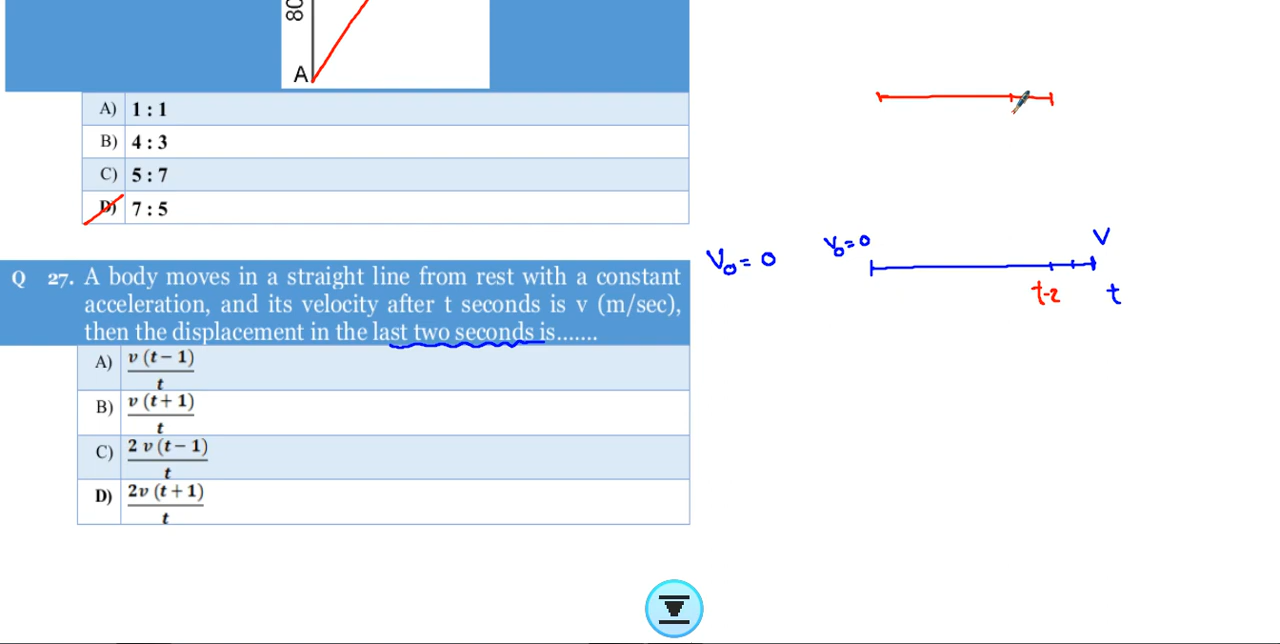 80
A
A) 1 : 1
B) 4 : 3
C) 5 : 7
D) 7 : 5
Q 27. A body moves in a straight line from rest with a constant
acceleration, and its velocity after t seconds is v (m/sec),
then the displacement in the last two seconds is.......
A) v (t − 1) / t
B) v (t + 1) / t
C) 2 v (t − 1) / t
D) 2v (t + 1) / t
V₀ = 0
V₀ = 0
V
t-2
t